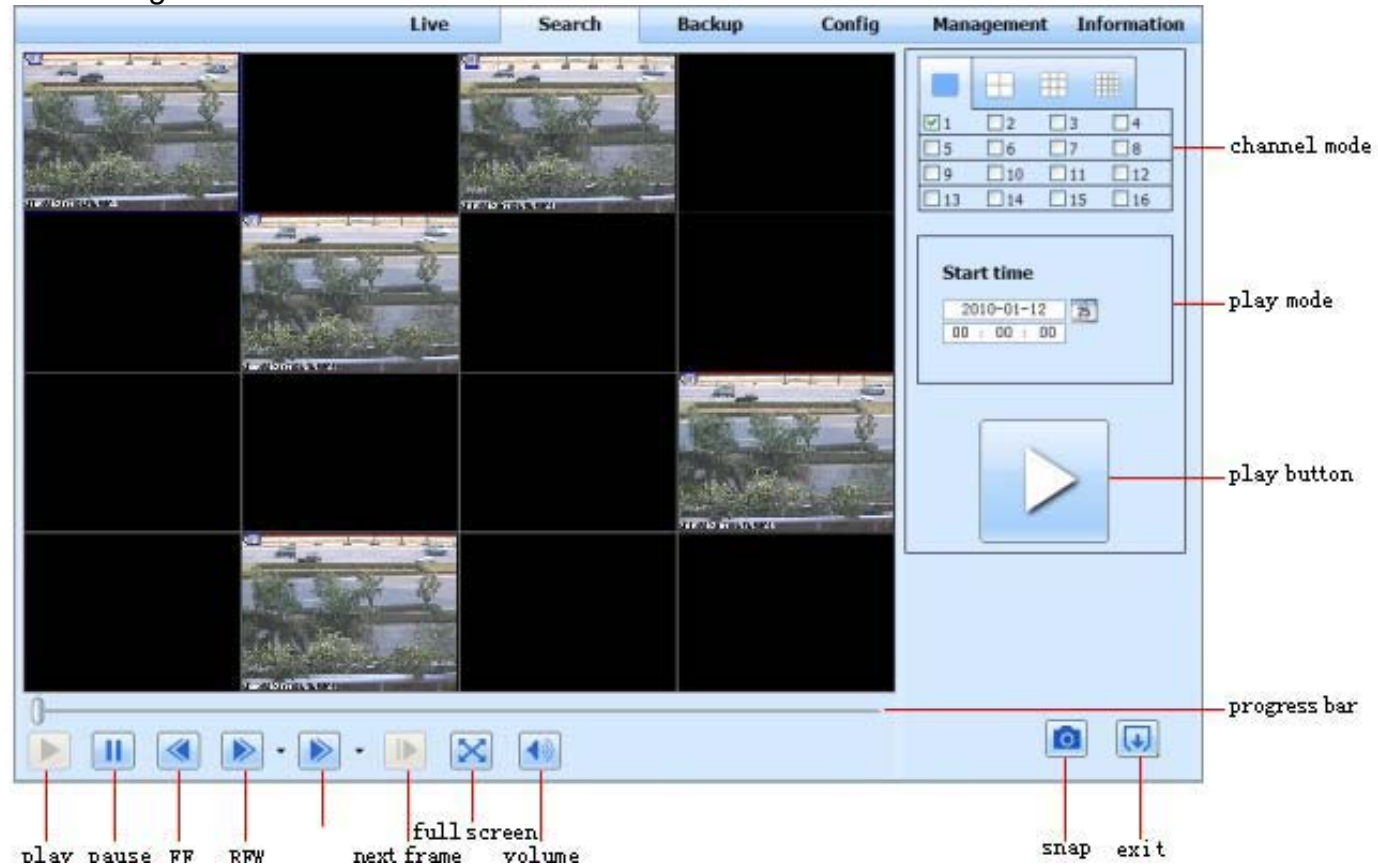 Live Search Backup Config Management Information
1 2 3 4
5 6 7 8
channel mode
9 10 11 12
13 14 15 16
Start time
2010-01-12 25
play mode
00 : 00 : 00
play button
progress bar
full screen
play pause FF RFW next frame volume
snap exit